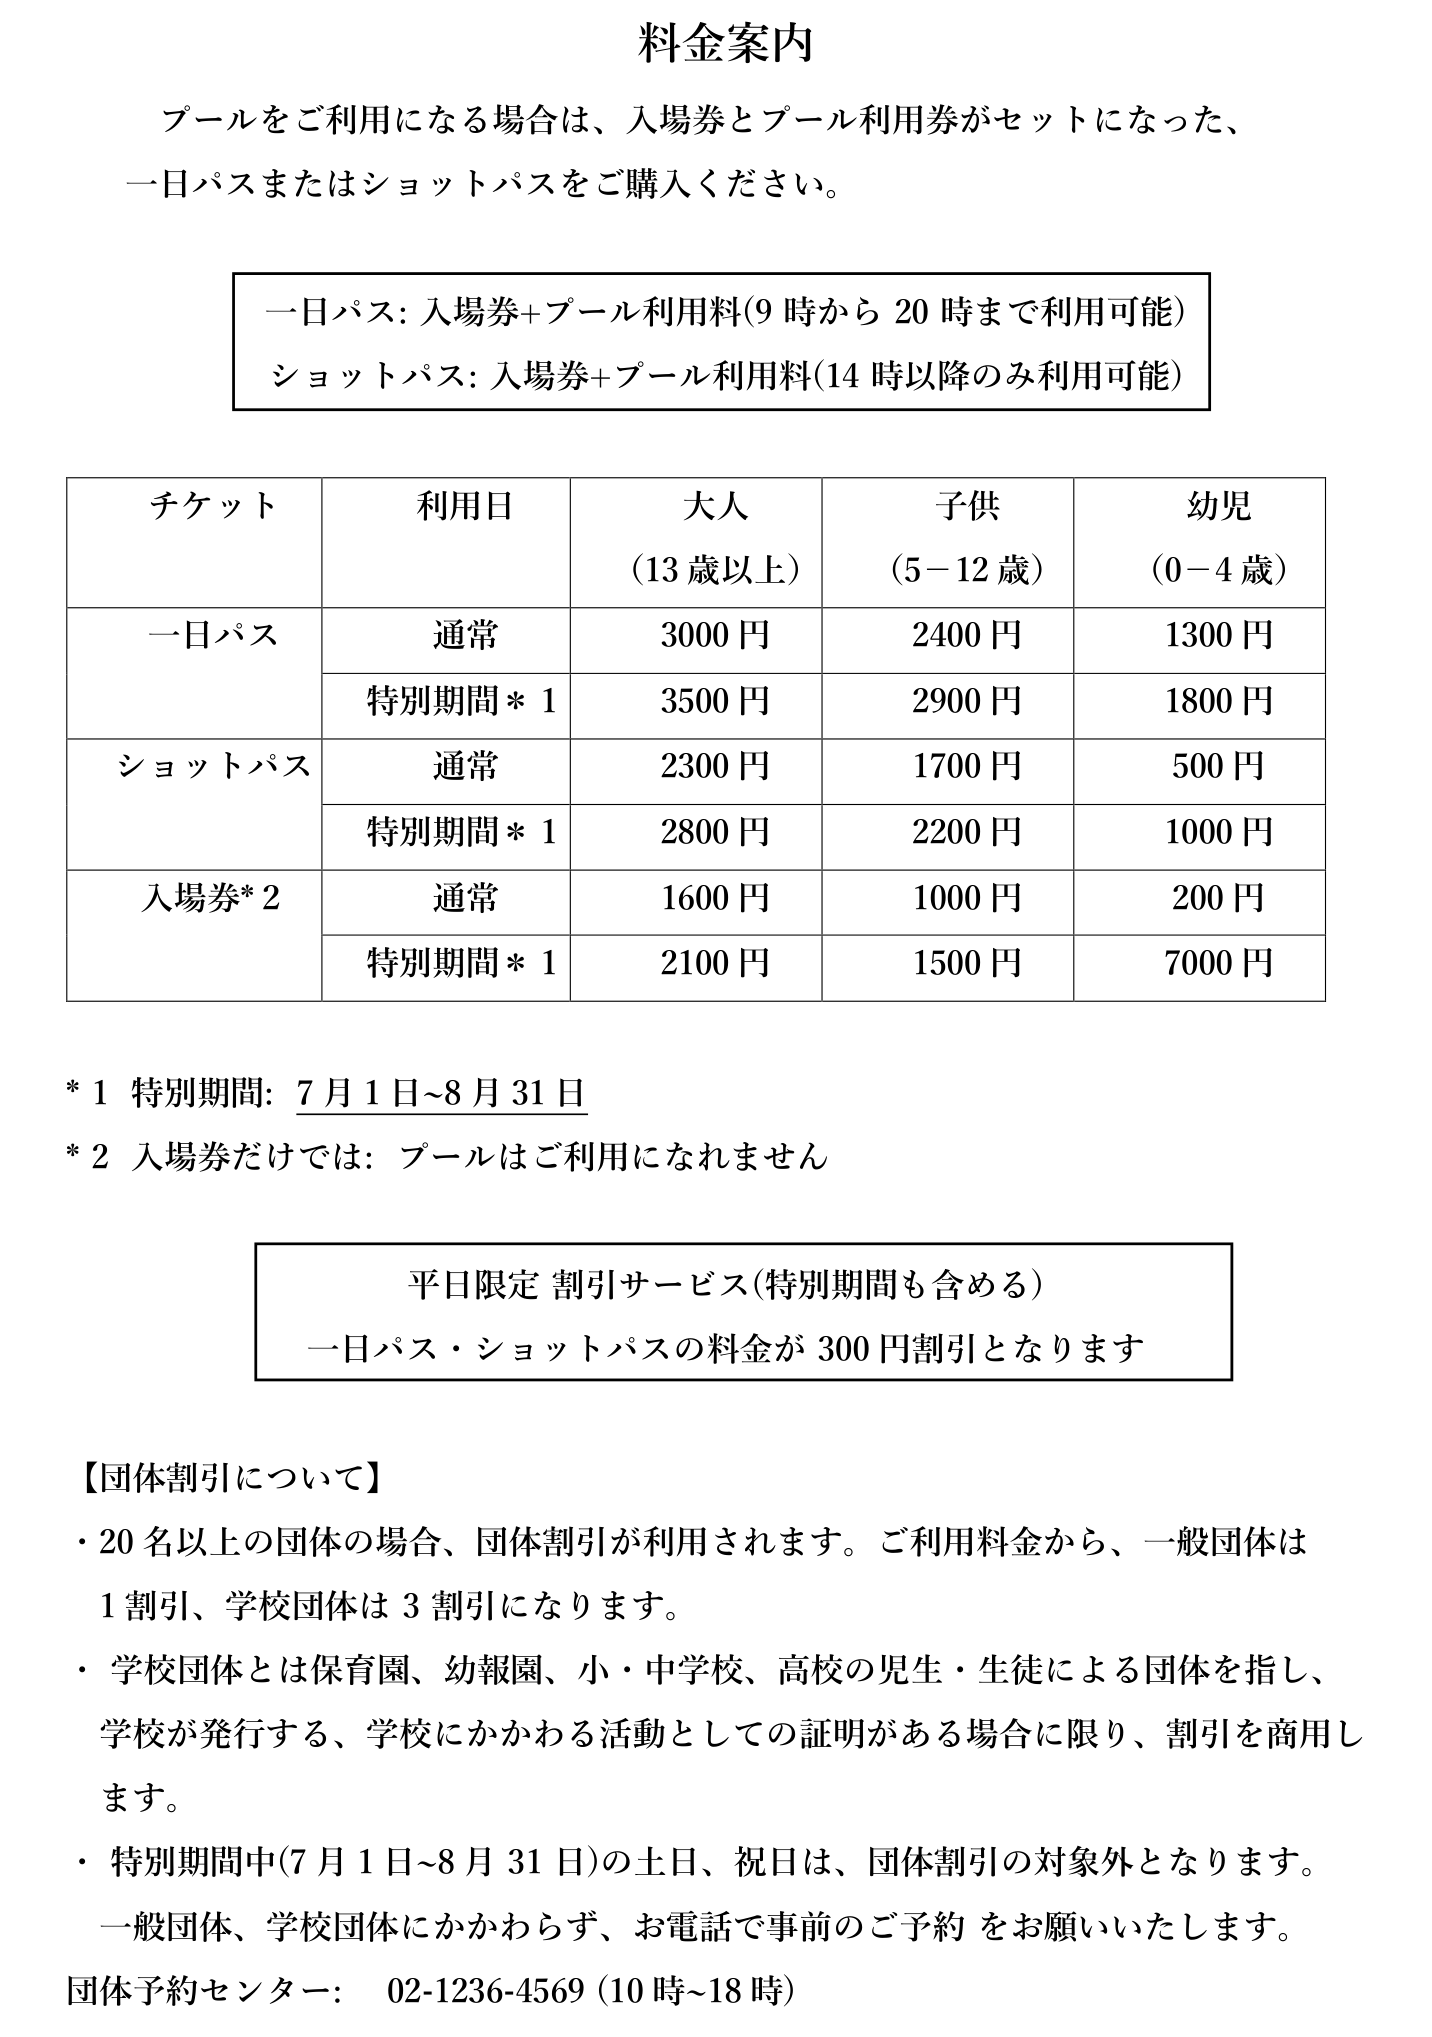 料金案内
プールをご利用になる場合は、入場券とプール利用券がセットになった、
一日パスまたはショットパスをご購入ください。
一日パス: 入場券+プール利用料(9 時から 20 時まで利用可能)
ショットパス: 入場券+プール利用料(14 時以降のみ利用可能)
チケット 利用日 大人 子供 幼児
(13 歳以上) (5－12 歳) (0－4 歳)
一日パス 通常 3000 円 2400 円 1300 円
特別期間＊ 1 3500 円 2900 円 1800 円
ショットパス 通常 2300 円 1700 円 500 円
特別期間＊ 1 2800 円 2200 円 1000 円
入場券* 2 通常 1600 円 1000 円 200 円
特別期間＊ 1 2100 円 1500 円 7000 円
* 1 特別期間: 7 月 1 日~8 月 31 日
* 2 入場券だけでは: プールはご利用になれません
平日限定 割引サービス(特別期間も含める)
一日パス・ショットパスの料金が 300 円割引となります
【団体割引について】
・20 名以上の団体の場合、団体割引が利用されます。ご利用料金から、一般団体は
1 割引、学校団体は 3 割引になります。
・ 学校団体とは保育園、幼報園、小・中学校、高校の児生・生徒による団体を指し、
学校が発行する、学校にかかわる活動としての証明がある場合に限り、割引を商用し
ます。
・ 特別期間中(7 月 1 日~8 月 31 日)の土日、祝日は、団体割引の対象外となります。
一般団体、学校団体にかかわらず、お電話で事前のご予約 をお願いいたします。
団体予約センター: 02-1236-4569 (10 時~18 時)